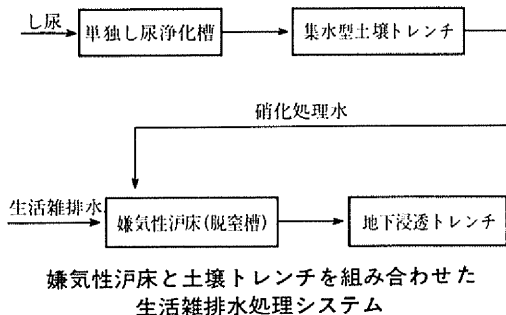 し尿
単独し尿浄化槽
集水型土壌トレンチ
硝化処理水
生活雑排水
嫌気性沪床(脱窒槽)
地下浸透トレンチ
嫌気性沪床と土壌トレンチを組み合わせた
生活雑排水処理システム